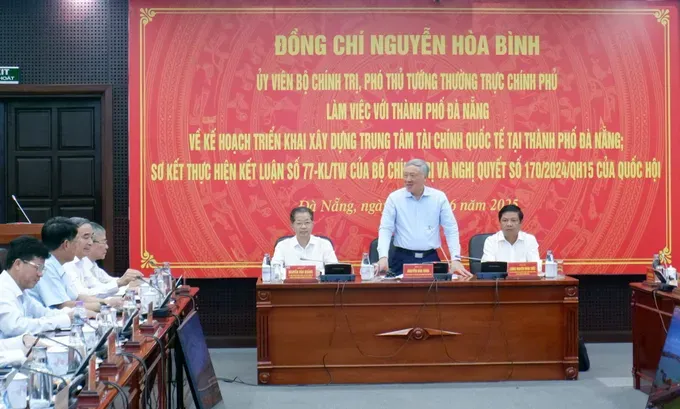 ĐỒNG CHÍ NGUYỄN HÒA BÌNH
ỦY VIÊN BỘ CHÍNH TRỊ, PHÓ THỦ TƯỚNG THƯỜNG TRỰC CHÍNH PHỦ
LÀM VIỆC VỚI THÀNH PHỐ ĐÀ NẴNG
VỀ KẾ HOẠCH TRIỂN KHAI XÂY DỰNG TRUNG TÂM TÀI CHÍNH QUỐC TẾ TẠI THÀNH PHỐ ĐÀ NẴNG;
SƠ KẾT THỰC HIỆN KẾT LUẬN SỐ 77-KL/TW CỦA BỘ CHÍNH VÀ NGHỊ QUYẾT SỐ 170/2024/QH15 CỦA QUỐC HỘI
Đà Nẵng, ngày 6 2025